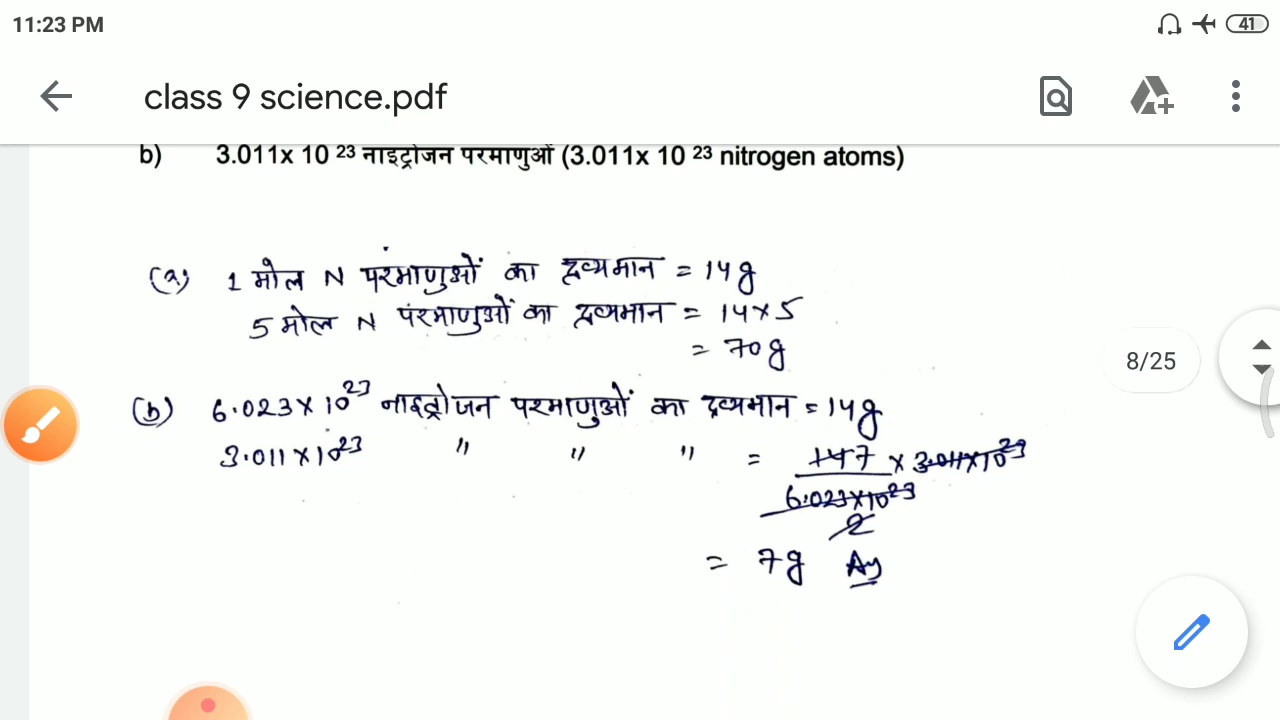 11:23 PM
41
class 9 science.pdf
b) 3.011x 10 23 नाइट्रोजन परमाणुओं (3.011x 10 23 nitrogen atoms)
(a) 1 मोल N परमाणुओं का द्रव्यमान = 14g
5 मोल N परमाणुओं का द्रव्यमान = 14×5
= 70g
8/25
(b) 6.023×10²³ नाइट्रोजन परमाणुओं का द्रव्यमान = 14g
3.011×10²³ " " " = 14 7 × 3.011×10²³
6.023×10²³
2
= 7g Ans